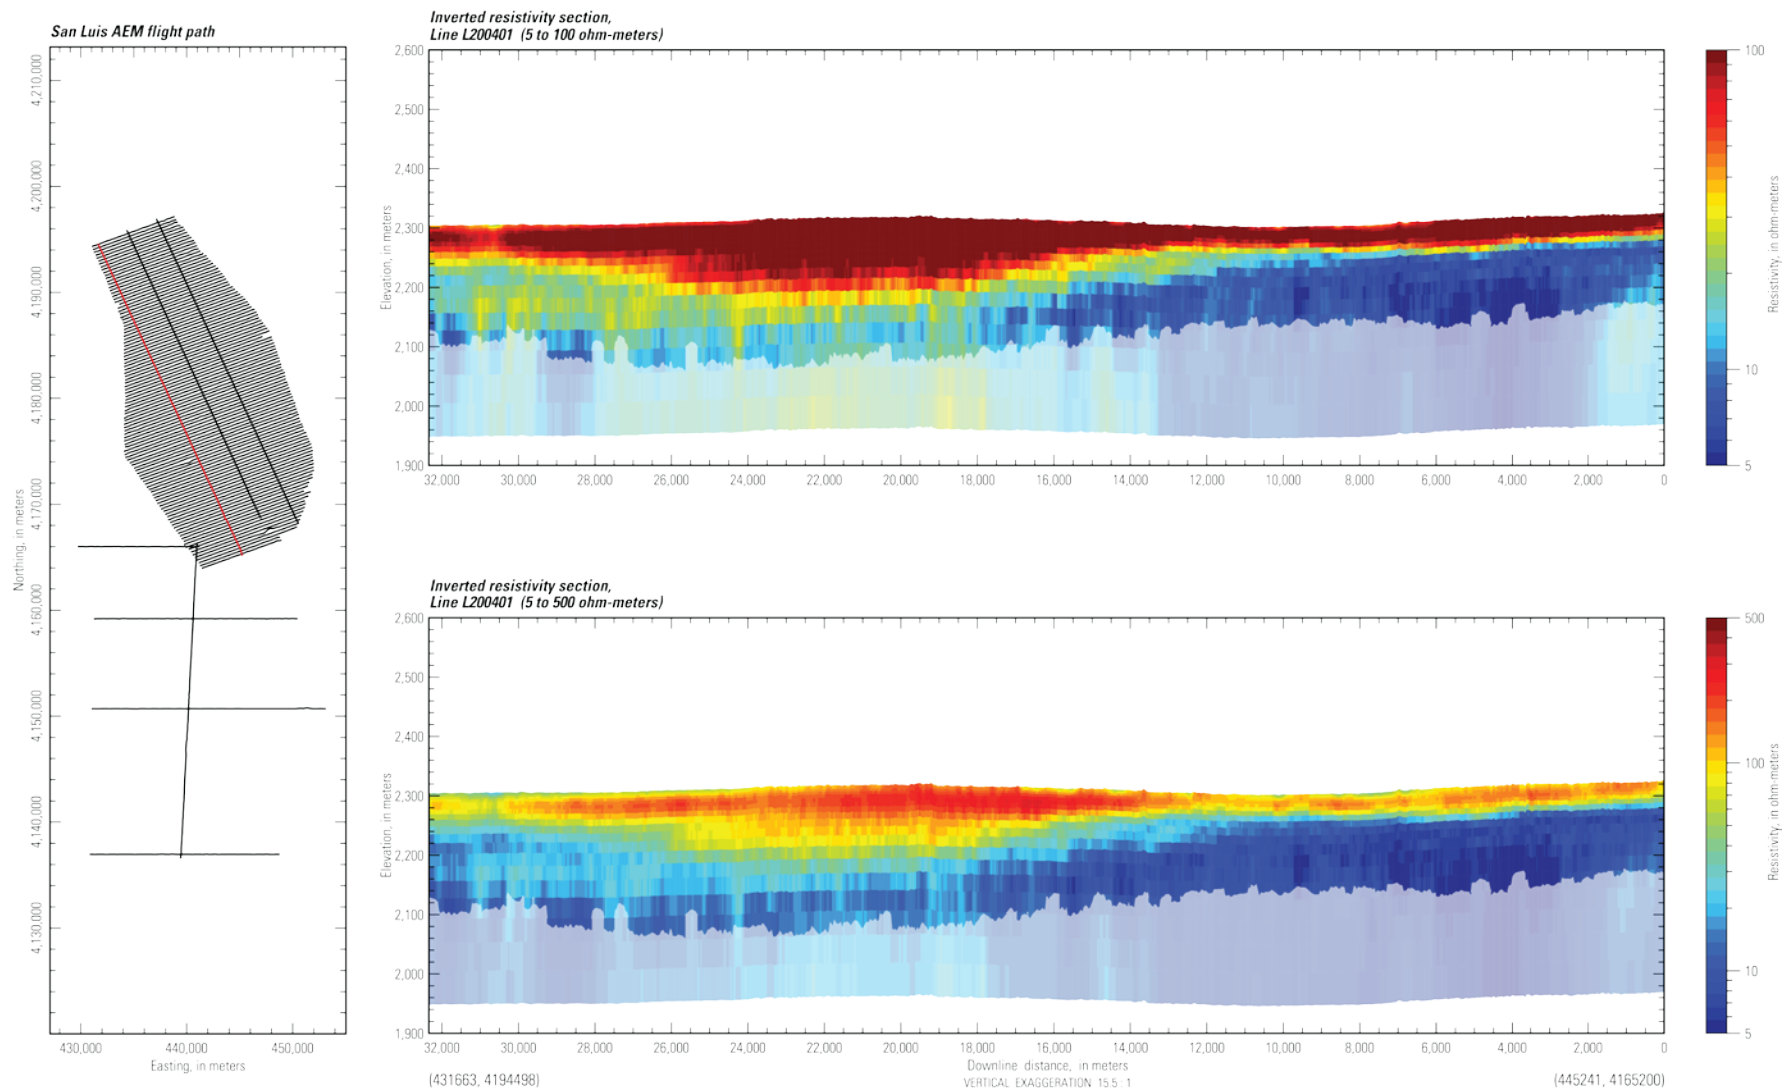 San Luis AEM flight path
4,210,000
4,200,000
4,190,000
4,180,000
4,170,000
4,160,000
4,150,000
4,140,000
4,130,000
Northing, in meters
430,000 440,000 450,000
Easting, in meters
Inverted resistivity section,
Line L200401 (5 to 100 ohm-meters)
2,600
2,500
2,400
2,300
2,200
2,100
2,000
1,900
Elevation, in meters
32,000 30,000 28,000 26,000 24,000 22,000 20,000 18,000 16,000 14,000 12,000 10,000 8,000 6,000 4,000 2,000 0
100
10
5
Resistivity, in ohm-meters
Inverted resistivity section,
Line L200401 (5 to 500 ohm-meters)
2,600
2,500
2,400
2,300
2,200
2,100
2,000
1,900
Elevation, in meters
32,000 30,000 28,000 26,000 24,000 22,000 20,000 18,000 16,000 14,000 12,000 10,000 8,000 6,000 4,000 2,000 0
500
100
10
5
Resistivity, in ohm-meters
Downline distance, in meters
(431663, 4194498) VERTICAL EXAGGERATION 15.5 : 1 (445241, 4165200)